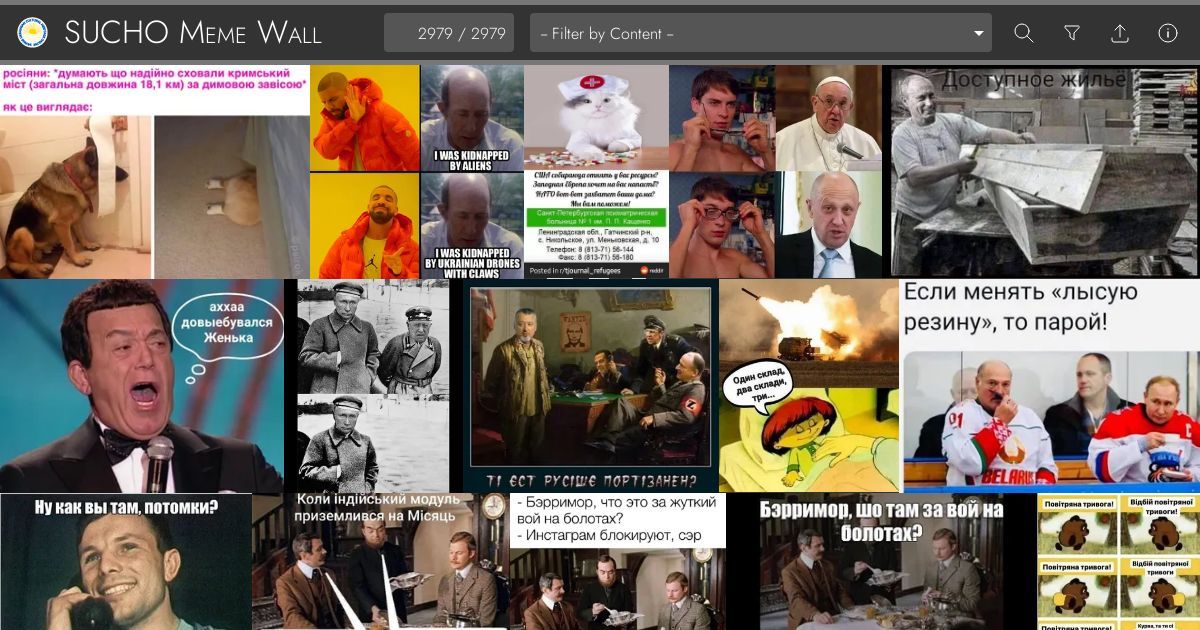 SUCHO Meme Wall
2979 / 2979
– Filter by Content –
росіяни: *думають що надійно сховали кримський
міст (загальна довжина 18,1 км) за димовою завісою*
як це виглядає:
I WAS KIDNAPPED
BY ALIENS
I WAS KIDNAPPED
BY UKRAINIAN DRONES
WITH CLAWS
США собираюца отнять у вас ресурсы?
Западная Европа хочет на вас напасть?
НАТО вот-вот захватит ваши дома?
Мы вам поможем!
Санкт-Петербургская психиатрическая
больница № 1 им. П. П. Кащенко
Ленинградская обл., Гатчинский р-н,
с. Никольское, ул. Меньковская, д. 10
Телефон: 8 (813-71) 56-144
Факс: 8 (813-71) 56-180
Posted in r/tjournal_refugees
reddit
Доступное жильё
аххаа
довыебувался
Женька
WANTED
ТІ ЄСТ РУСІШЕ ПОРТІЗАНЕН?
Один склад,
два склади,
три...
Если менять «лысую
резину», то парой!
BELARUS
Ну как вы там, потомки?
Коли індійський модуль
приземлився на Місяць
- Бэрримор, что это за жуткий
вой на болотах?
- Инстаграм блокируют, сэр
Бэрримор, шо там за вой на
болотах?
Повітряна тривога!
Відбій повітряної
тривоги!
Повітряна тривога!
Відбій повітряної
тривоги
Повітряна тривога!
Курва, та ти сі